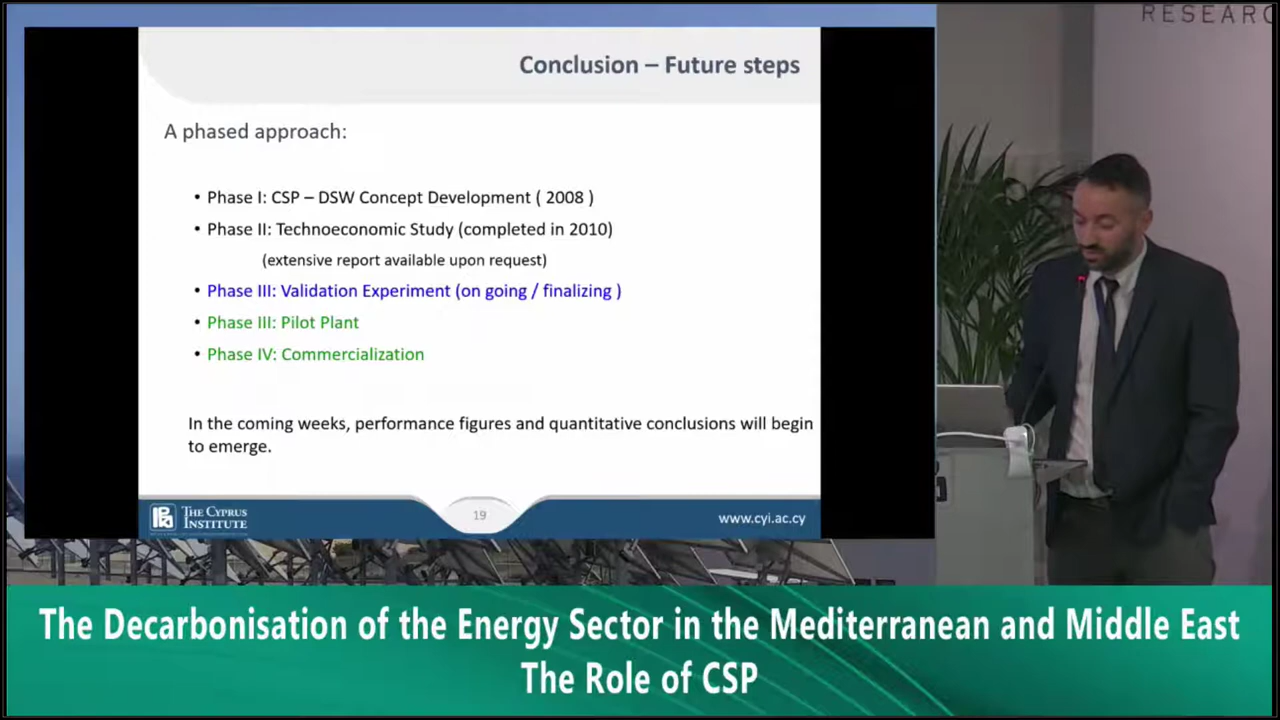 RESEARC
Conclusion – Future steps
A phased approach:
• Phase I: CSP – DSW Concept Development ( 2008 )
• Phase II: Technoeconomic Study (completed in 2010)
(extensive report available upon request)
• Phase III: Validation Experiment (on going / finalizing )
• Phase III: Pilot Plant
• Phase IV: Commercialization
In the coming weeks, performance figures and quantitative conclusions will begin
to emerge.
THE CYPRUS
INSTITUTE
19
www.cyi.ac.cy
The Decarbonisation of the Energy Sector in the Mediterranean and Middle East
The Role of CSP